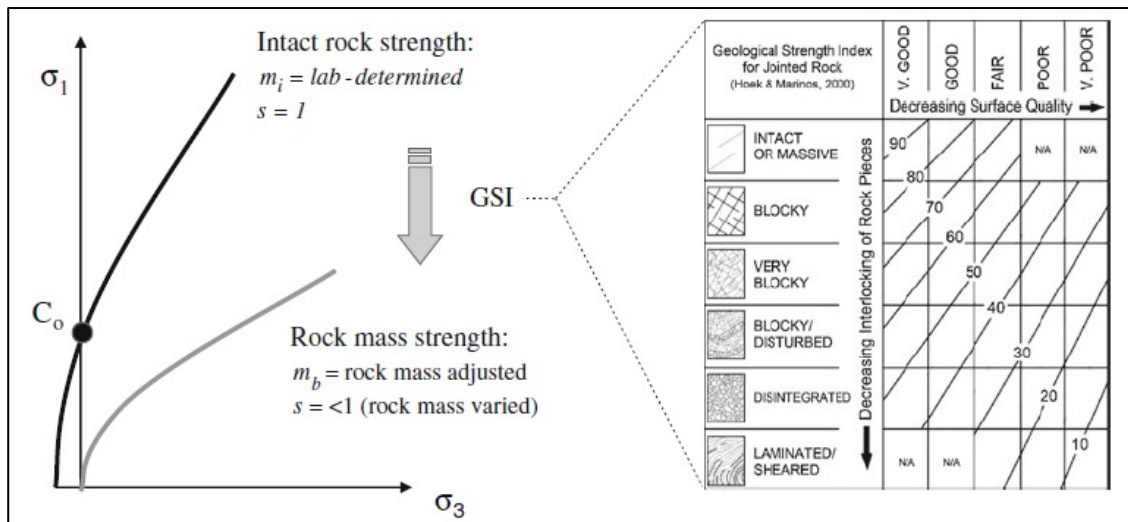 σ1
Intact rock strength:
mi = lab-determined
s = 1
GSI
Co
Rock mass strength:
mb = rock mass adjusted
s = <1 (rock mass varied)
σ3
Geological Strength Index
for Jointed Rock
(Hoek & Marinos, 2000)
V. GOOD
GOOD
FAIR
POOR
V. POOR
Decreasing Surface Quality
Decreasing Interlocking of Rock Pieces
INTACT
OR MASSIVE
BLOCKY
VERY
BLOCKY
BLOCKY/
DISTURBED
DISINTEGRATED
LAMINATED/
SHEARED
90
N/A
N/A
80
70
60
50
40
30
20
10
N/A
N/A